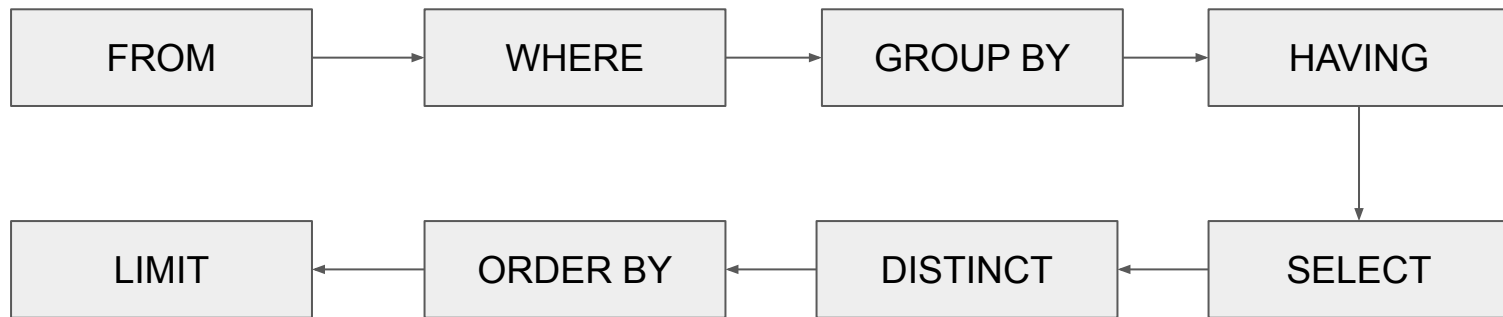 FROM
WHERE
GROUP BY
HAVING
SELECT
DISTINCT
ORDER BY
LIMIT